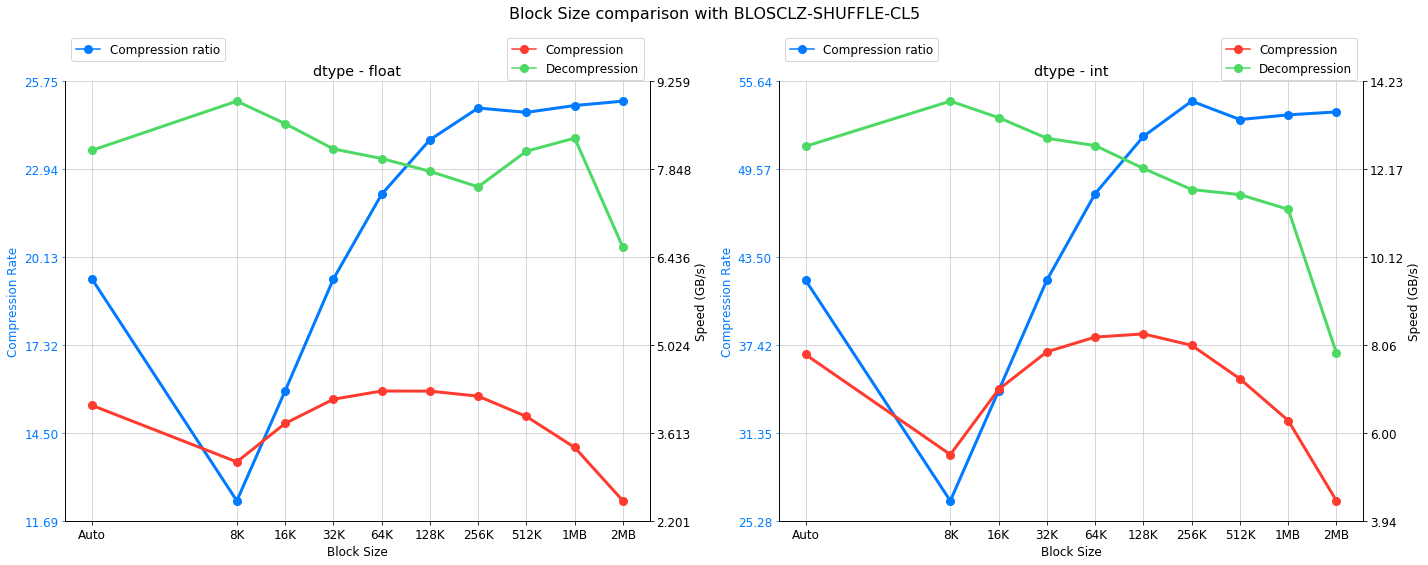 Block Size comparison with BLOSCLZ-SHUFFLE-CL5
Compression ratio
Compression
Decompression
dtype - float
25.75
22.94
20.13
17.32
14.50
11.69
Compression Rate
9.259
7.848
6.436
5.024
3.613
2.201
Speed (GB/s)
Auto 8K 16K 32K 64K 128K 256K 512K 1MB 2MB
Block Size
Compression ratio
Compression
Decompression
dtype - int
55.64
49.57
43.50
37.42
31.35
25.28
Compression Rate
14.23
12.17
10.12
8.06
6.00
3.94
Speed (GB/s)
Auto 8K 16K 32K 64K 128K 256K 512K 1MB 2MB
Block Size